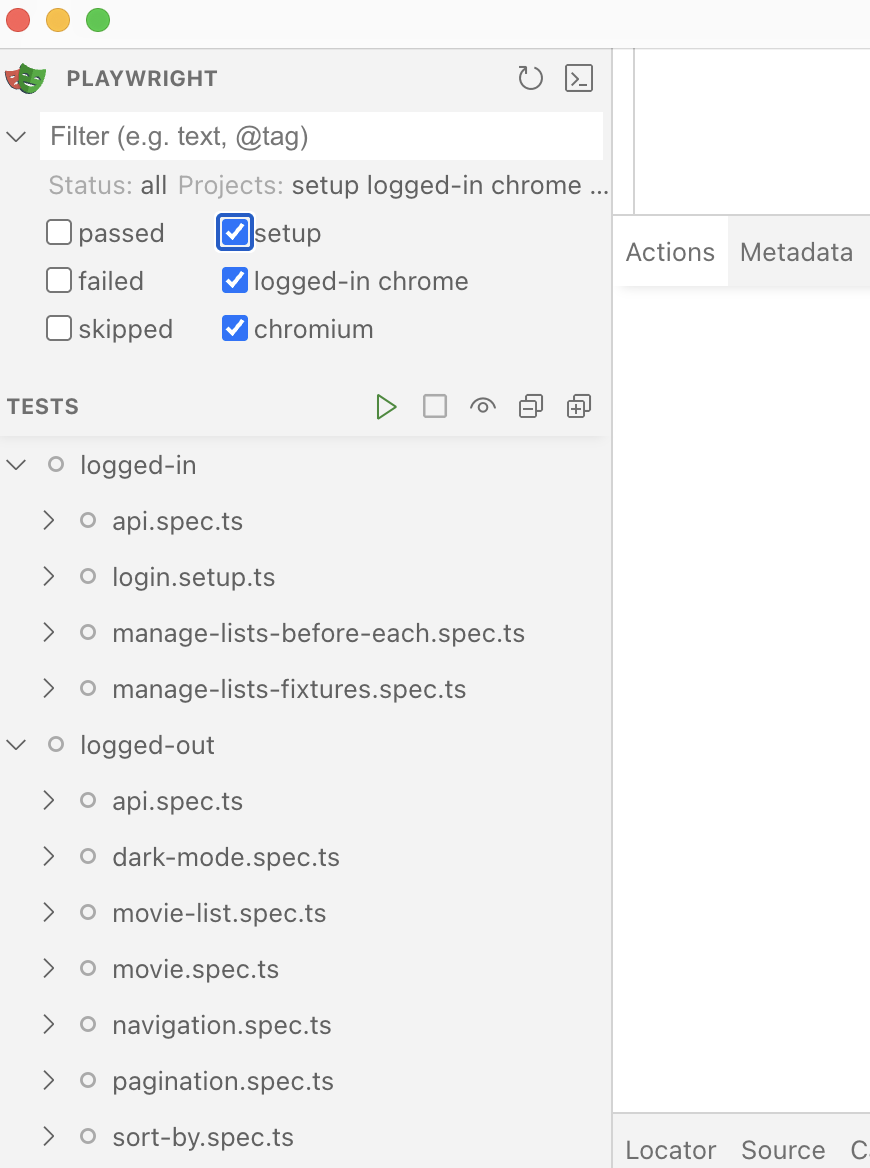 PLAYWRIGHT
Filter (e.g. text, @tag)
Status: all Projects: setup logged-in chrome ...
passed
setup
failed
logged-in chrome
skipped
chromium
TESTS
logged-in
api.spec.ts
login.setup.ts
manage-lists-before-each.spec.ts
manage-lists-fixtures.spec.ts
logged-out
api.spec.ts
dark-mode.spec.ts
movie-list.spec.ts
movie.spec.ts
navigation.spec.ts
pagination.spec.ts
sort-by.spec.ts
Actions Metadata
Locator Source